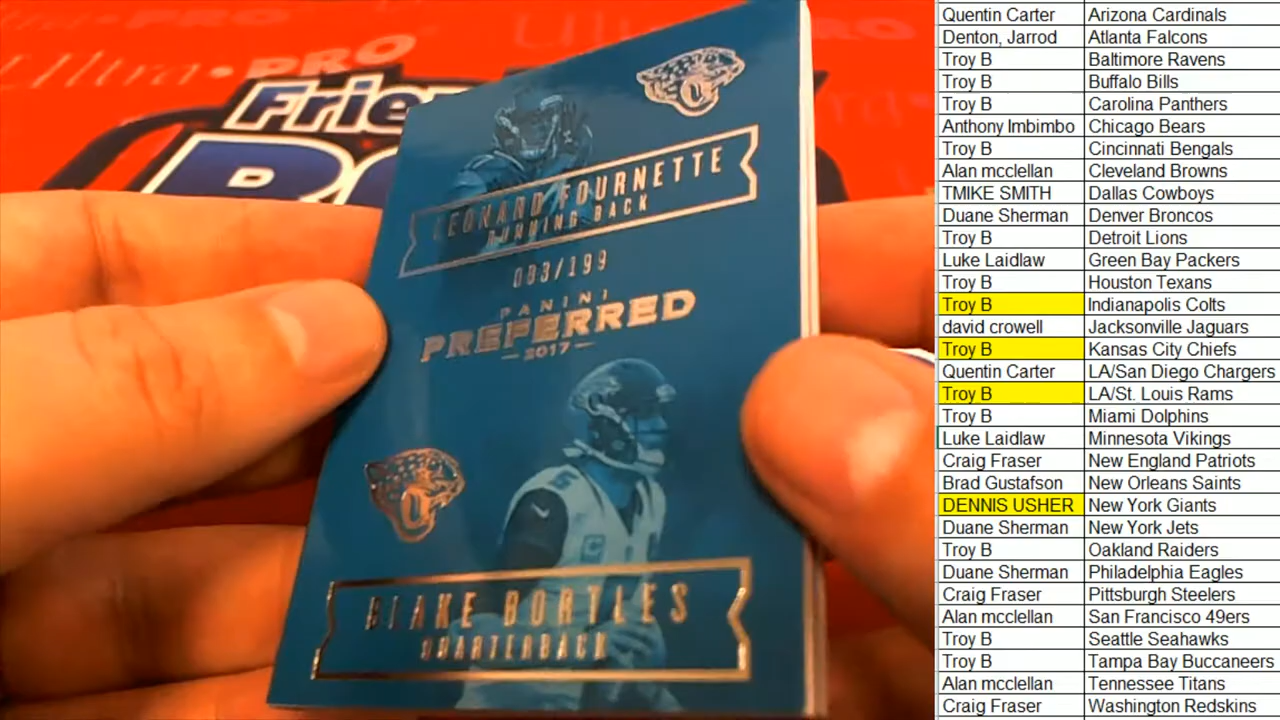 Ultra PRO
Ultra PRO
Frie
LEONARD FOURNETTE
RUNNING BACK
083/199
PANINI
PREFERRED
2017
BLAKE BORTLES
QUARTERBACK
Quentin Carter Arizona Cardinals
Denton, Jarrod Atlanta Falcons
Troy B Baltimore Ravens
Troy B Buffalo Bills
Troy B Carolina Panthers
Anthony Imbimbo Chicago Bears
Troy B Cincinnati Bengals
Alan mcclellan Cleveland Browns
TMIKE SMITH Dallas Cowboys
Duane Sherman Denver Broncos
Troy B Detroit Lions
Luke Laidlaw Green Bay Packers
Troy B Houston Texans
Troy B Indianapolis Colts
david crowell Jacksonville Jaguars
Troy B Kansas City Chiefs
Quentin Carter LA/San Diego Chargers
Troy B LA/St. Louis Rams
Troy B Miami Dolphins
Luke Laidlaw Minnesota Vikings
Craig Fraser New England Patriots
Brad Gustafson New Orleans Saints
DENNIS USHER New York Giants
Duane Sherman New York Jets
Troy B Oakland Raiders
Duane Sherman Philadelphia Eagles
Craig Fraser Pittsburgh Steelers
Alan mcclellan San Francisco 49ers
Troy B Seattle Seahawks
Troy B Tampa Bay Buccaneers
Alan mcclellan Tennessee Titans
Craig Fraser Washington Redskins